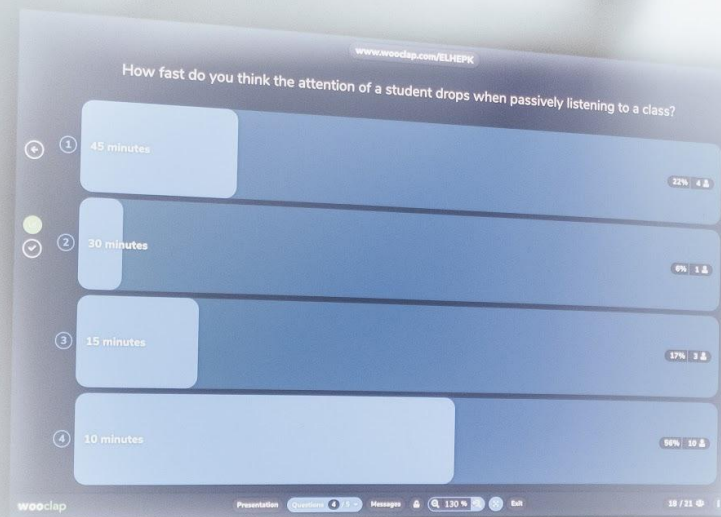 www.wooclap.com/ELHEPK
How fast do you think the attention of a student drops when passively listening to a class?
1 45 minutes 22% 4
2 30 minutes 6% 1
3 15 minutes 17% 3
4 10 minutes 56% 10
wooclap Presentation Questions 4 / 5 Messages 130 % Exit 18 / 21